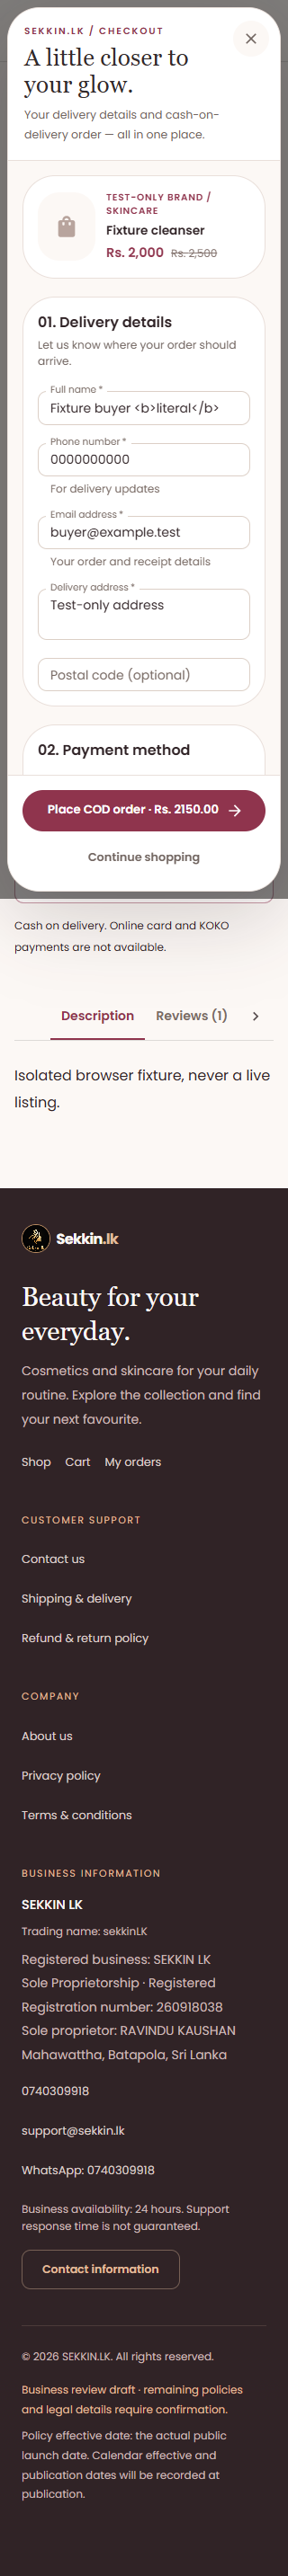 SEKKIN.LK / CHECKOUT
A little closer to
your glow.
Your delivery details and cash-on-
delivery order — all in one place.
TEST-ONLY BRAND /
SKINCARE
Fixture cleanser
Rs. 2,000 Rs. 2,500
01. Delivery details
Let us know where your order should
arrive.
Full name *
Fixture buyer <b>literal</b>
Phone number *
0000000000
For delivery updates
Email address *
buyer@example.test
Your order and receipt details
Delivery address *
Test-only address
Postal code (optional)
02. Payment method
Place COD order · Rs. 2150.00 →
Continue shopping
Cash on delivery. Online card and KOKO
payments are not available.
Description Reviews (1)
Isolated browser fixture, never a live
listing.
Sekkin.lk
Beauty for your
everyday.
Cosmetics and skincare for your daily
routine. Explore the collection and find
your next favourite.
Shop Cart My orders
CUSTOMER SUPPORT
Contact us
Shipping & delivery
Refund & return policy
COMPANY
About us
Privacy policy
Terms & conditions
BUSINESS INFORMATION
SEKKIN LK
Trading name: sekkinLK
Registered business: SEKKIN LK
Sole Proprietorship · Registered
Registration number: 260918038
Sole proprietor: RAVINDU KAUSHAN
Mahawattha, Batapola, Sri Lanka
0740309918
support@sekkin.lk
WhatsApp: 0740309918
Business availability: 24 hours. Support
response time is not guaranteed.
Contact information
© 2026 SEKKIN.LK. All rights reserved.
Business review draft · remaining policies
and legal details require confirmation.
Policy effective date: the actual public
launch date. Calendar effective and
publication dates will be recorded at
publication.